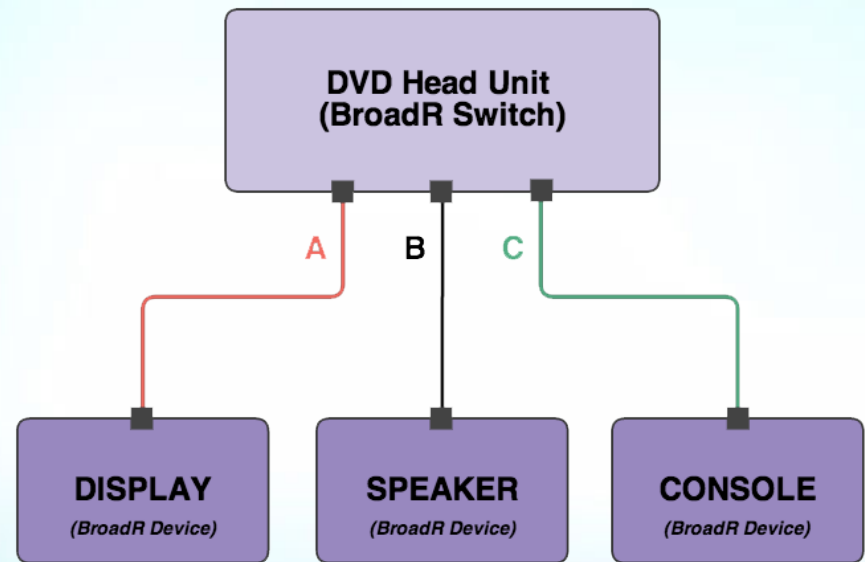 DVD Head Unit
(BroadR Switch)
A
B
C
DISPLAY
(BroadR Device)
SPEAKER
(BroadR Device)
CONSOLE
(BroadR Device)